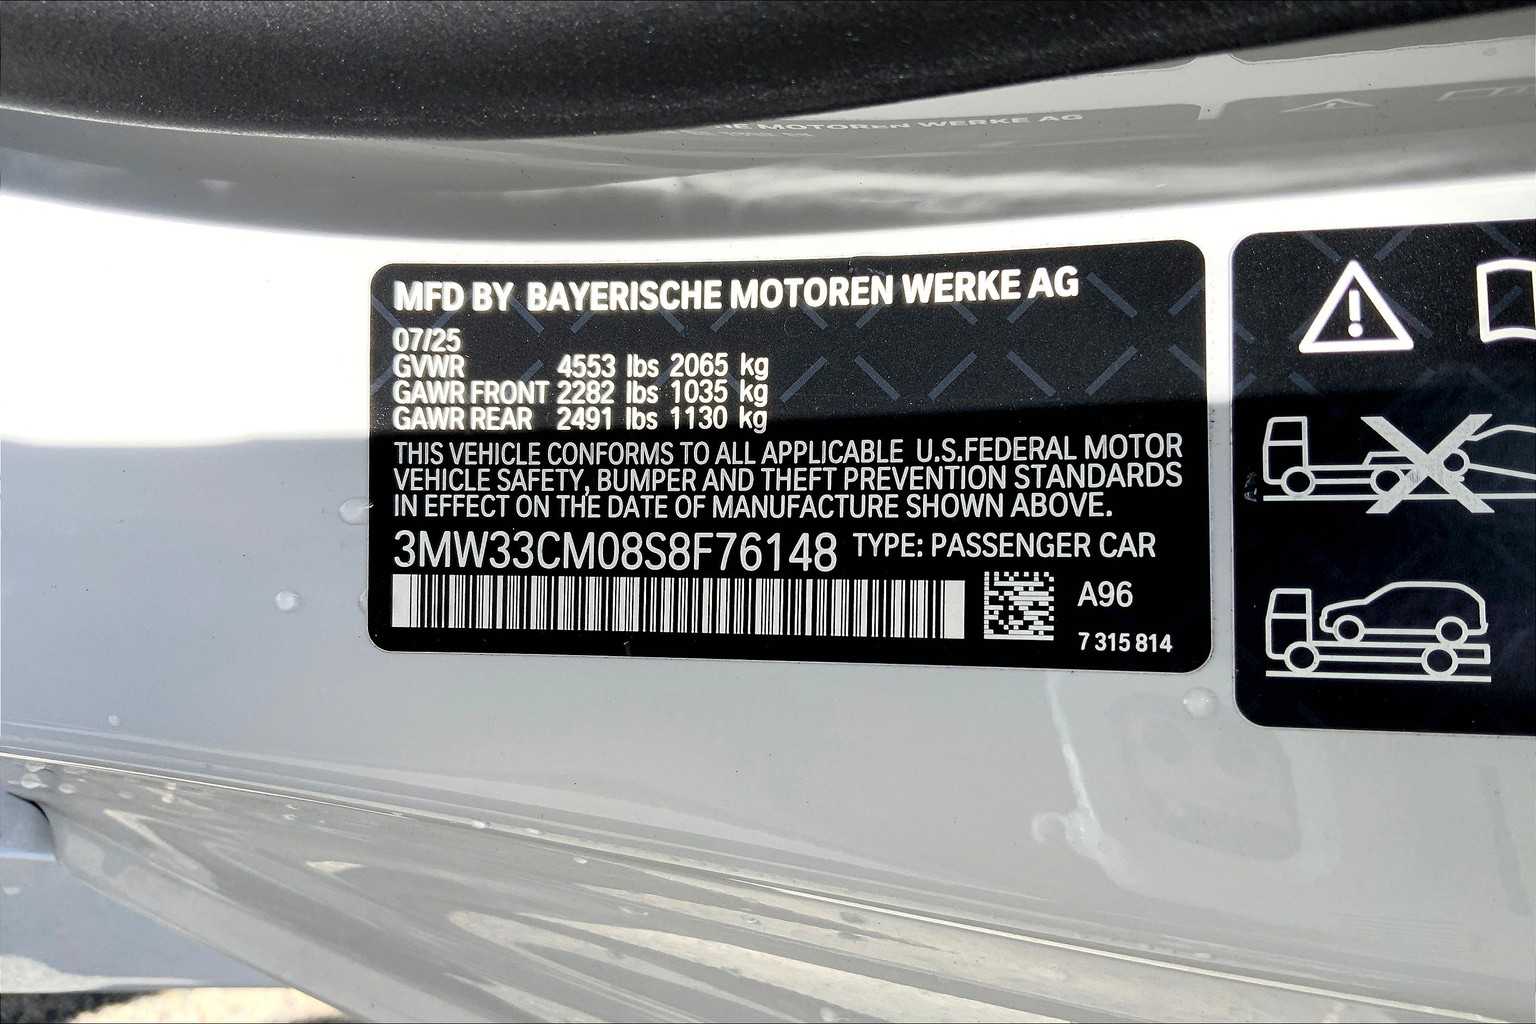 MFD BY BAYERISCHE MOTOREN WERKE AG
07/25
GVWR 4553 lbs 2065 kg
GAWR FRONT 2282 lbs 1035 kg
GAWR REAR 2491 lbs 1130 kg
THIS VEHICLE CONFORMS TO ALL APPLICABLE U.S.FEDERAL MOTOR
VEHICLE SAFETY, BUMPER AND THEFT PREVENTION STANDARDS
IN EFFECT ON THE DATE OF MANUFACTURE SHOWN ABOVE.
3MW33CM08S8F76148 TYPE: PASSENGER CAR
A96
7 315 814